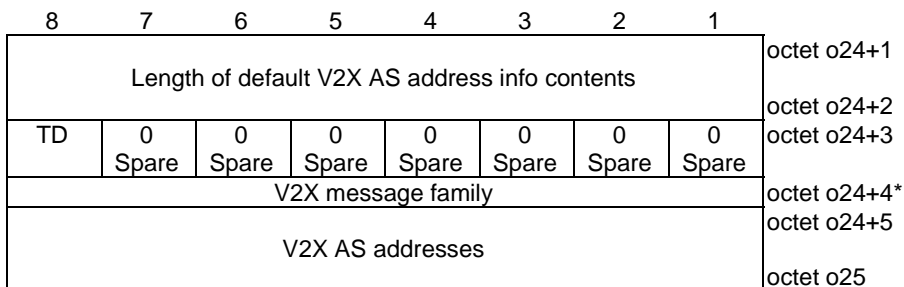 8 7 6 5 4 3 2 1
octet o24+1
Length of default V2X AS address info contents
octet o24+2
TD 0 0 0 0 0 0 0 octet o24+3
Spare Spare Spare Spare Spare Spare Spare
V2X message family octet o24+4*
octet o24+5
V2X AS addresses
octet o25